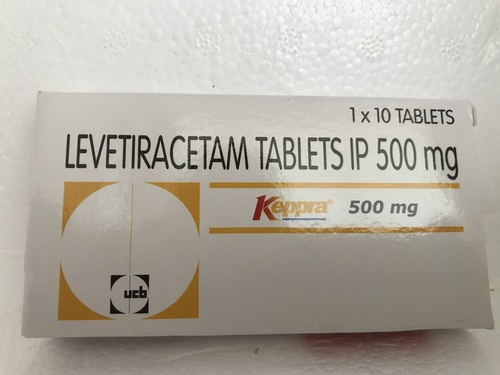 1 x 10 TABLETS
LEVETIRACETAM TABLETS IP 500 mg
Keppra® 500 mg
ucb